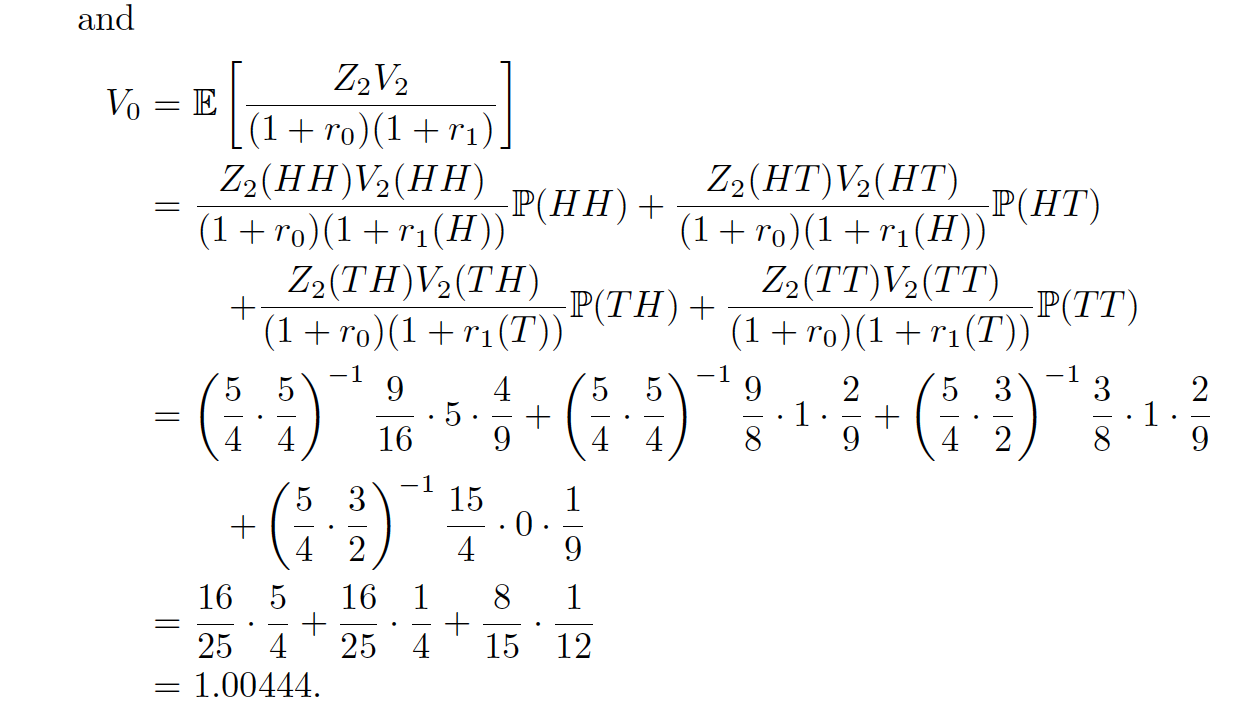 and
V_0 = \mathbb{E}\left[\frac{Z_2V_2}{(1+r_0)(1+r_1)}\right]
= \frac{Z_2(HH)V_2(HH)}{(1+r_0)(1+r_1(H))}\mathbb{P}(HH) + \frac{Z_2(HT)V_2(HT)}{(1+r_0)(1+r_1(H))}\mathbb{P}(HT)
+\frac{Z_2(TH)V_2(TH)}{(1+r_0)(1+r_1(T))}\mathbb{P}(TH) + \frac{Z_2(TT)V_2(TT)}{(1+r_0)(1+r_1(T))}\mathbb{P}(TT)
= \left(\frac{5}{4}\cdot\frac{5}{4}\right)^{-1}\frac{9}{16}\cdot 5\cdot\frac{4}{9} + \left(\frac{5}{4}\cdot\frac{5}{4}\right)^{-1}\frac{9}{8}\cdot 1\cdot\frac{2}{9} + \left(\frac{5}{4}\cdot\frac{3}{2}\right)^{-1}\frac{3}{8}\cdot 1\cdot\frac{2}{9}
+ \left(\frac{5}{4}\cdot\frac{3}{2}\right)^{-1}\frac{15}{4}\cdot 0\cdot\frac{1}{9}
= \frac{16}{25}\cdot\frac{5}{4} + \frac{16}{25}\cdot\frac{1}{4} + \frac{8}{15}\cdot\frac{1}{12}
= 1.00444.